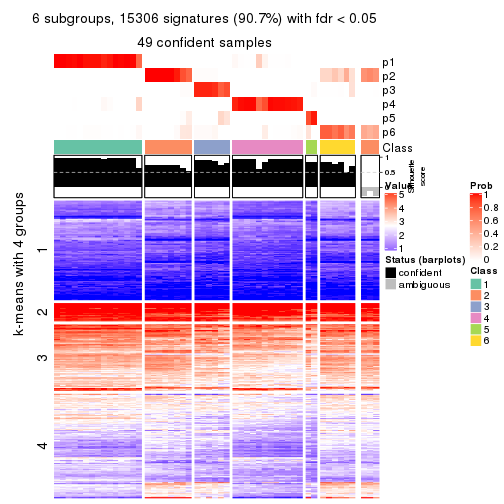 6 subgroups, 15306 signatures (90.7%) with fdr < 0.05
49 confident samples
p1
p2
p3
p4
p5
p6
Class
1
0.5
0
Silhouette
score
k-means with 4 groups
1
2
3
4
Value
5
4
3
2
1
Status (barplots)
confident
ambiguous
Prob
1
0.8
0.6
0.4
0.2
0
Class
1
2
3
4
5
6